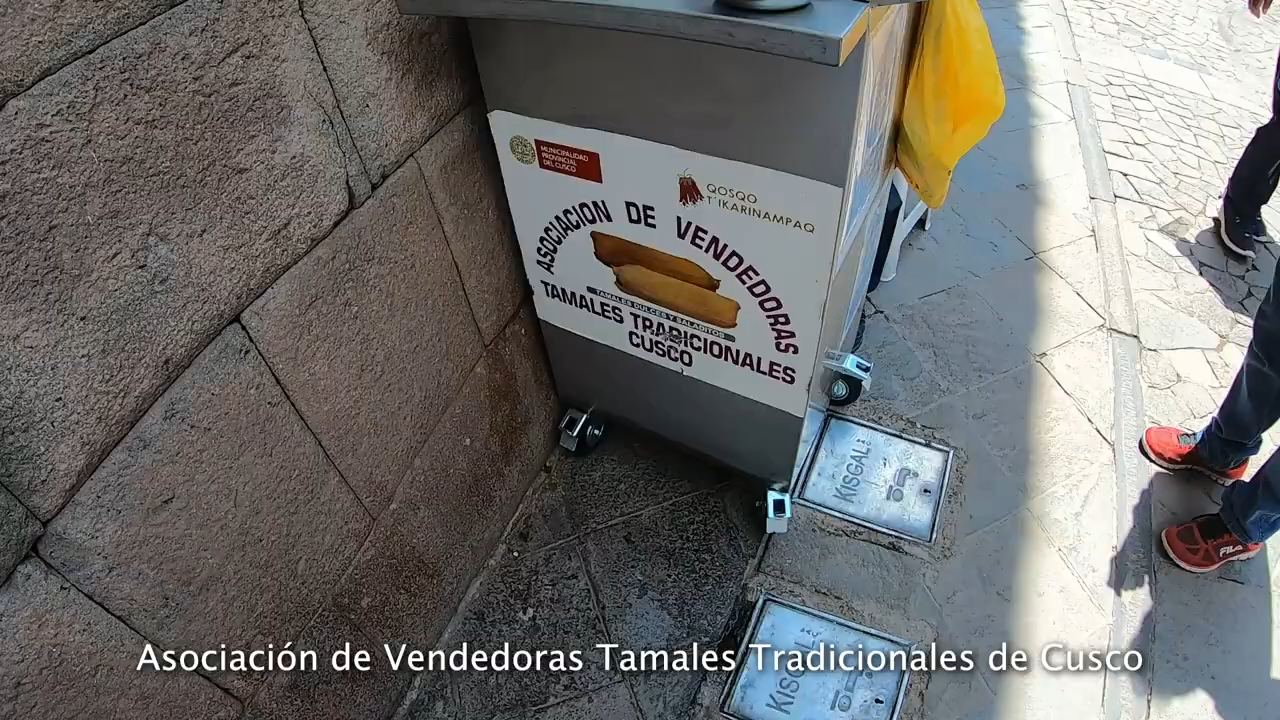 MUNICIPALIDAD
PROVINCIAL
DEL CUSCO
QOSQO
T'IKARINAMPAQ
ASOCIACION DE VENDEDORAS
TAMALES DULCES Y SALADITOS
TAMALES TRADICIONALES
CUSCO
KISGAL
KISGAL
FILA
Asociación de Vendedoras Tamales Tradicionales de Cusco